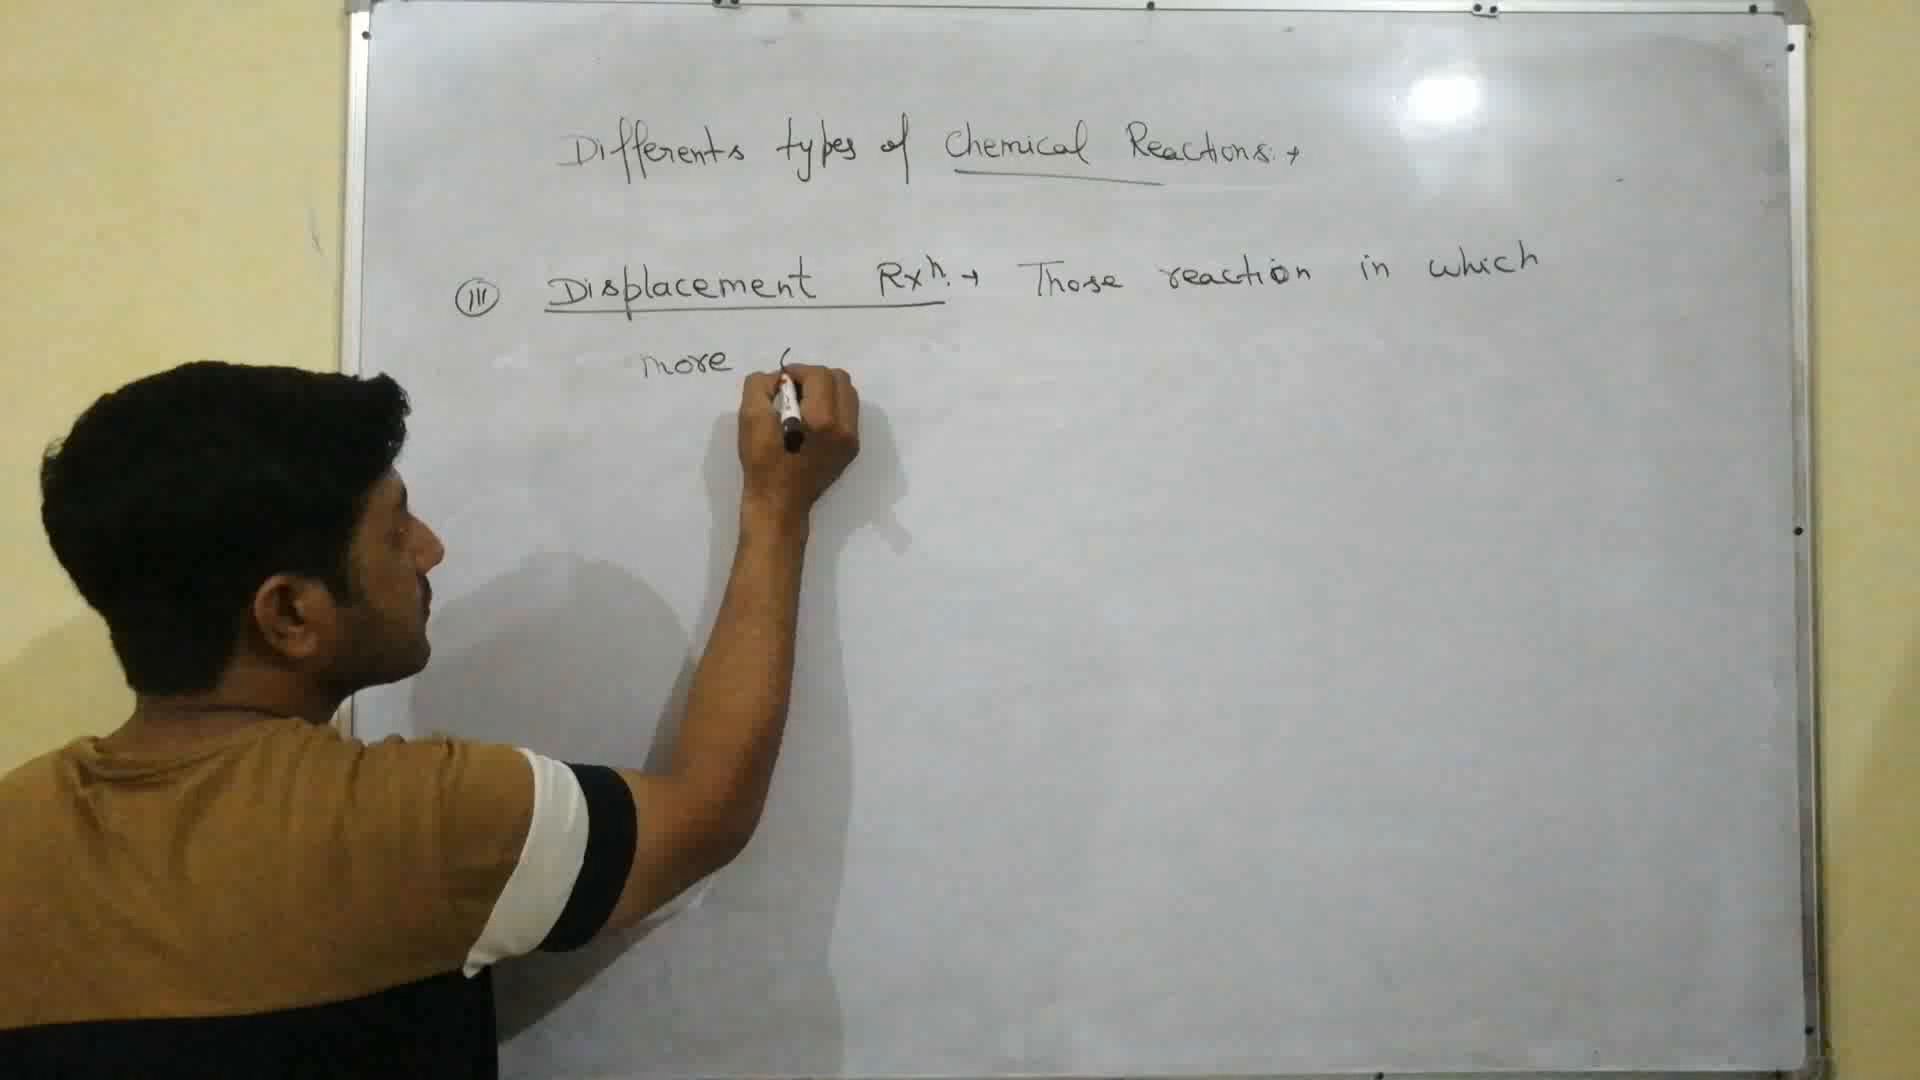 Differents types of Chemical Reactions:→
(III) Displacement Rxn.→ Those reaction in which
more